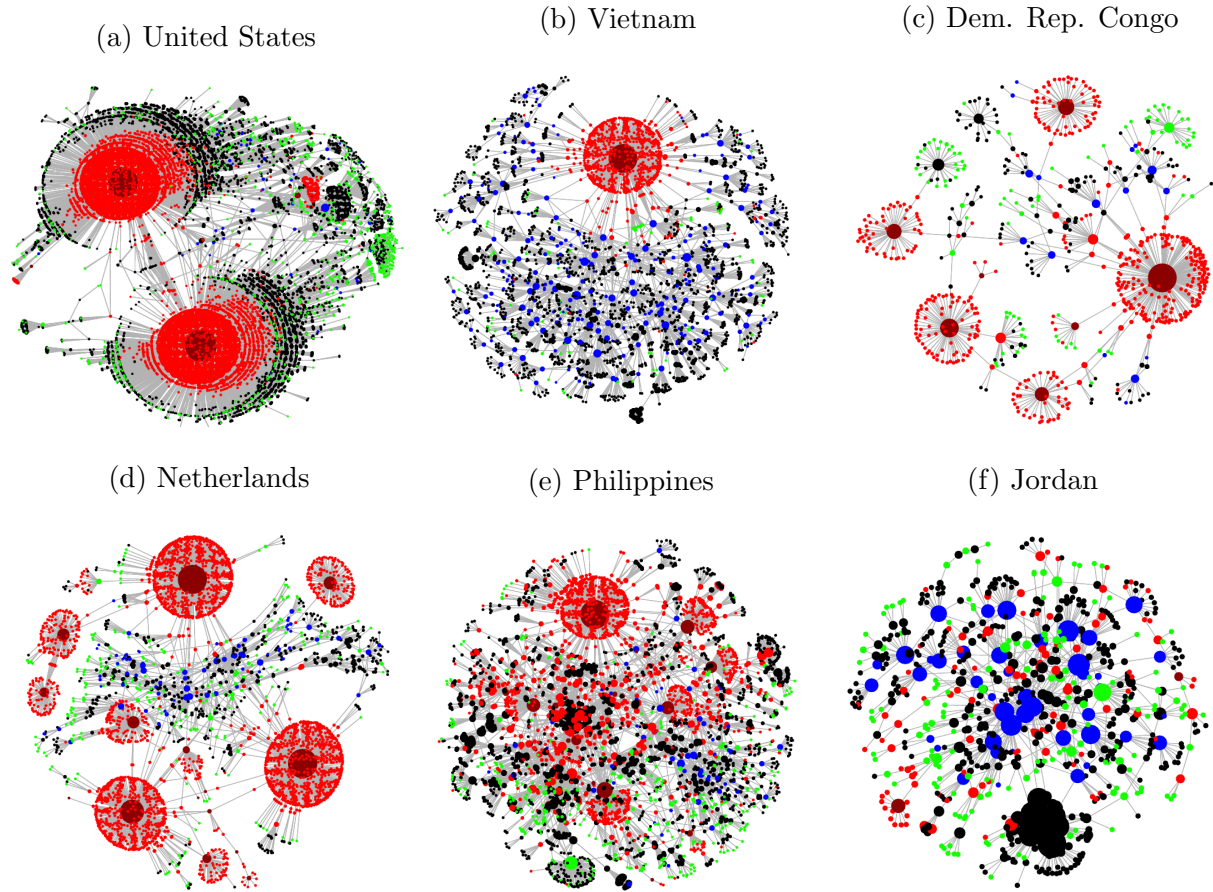 (a) United States
(b) Vietnam
(c) Dem. Rep. Congo
(d) Netherlands
(e) Philippines
(f) Jordan